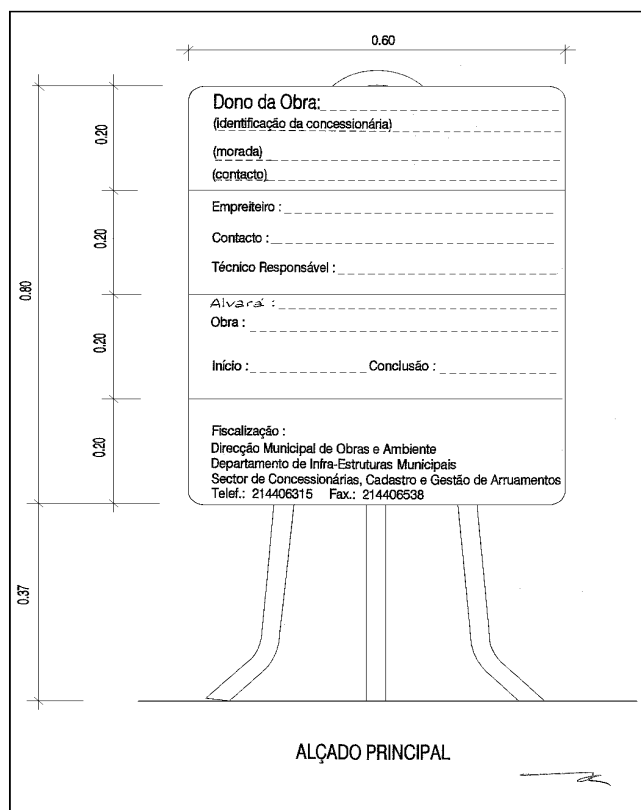 0.60
Dono da Obra:
(identificação da concessionária)
(morada)
(contacto)
0.20
Empreiteiro :
Contacto :
Técnico Responsável :
0.20
0.80
Alvará :
Obra :
0.20
Início : Conclusão :
Fiscalização :
0.20
Direcção Municipal de Obras e Ambiente
Departamento de Infra-Estruturas Municipais
Sector de Concessionárias, Cadastro e Gestão de Arruamentos
Telef.: 214406315 Fax.: 214406538
0.37
ALÇADO PRINCIPAL